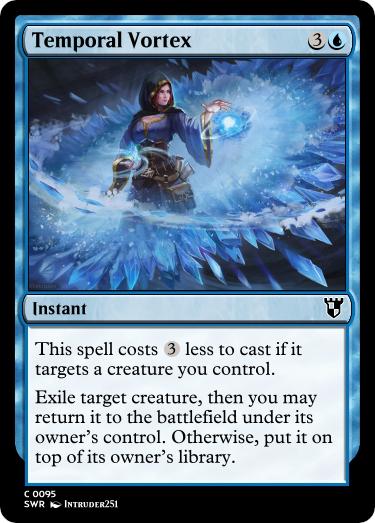 Temporal Vortex 3
Instant
This spell costs 3 less to cast if it
targets a creature you control.
Exile target creature, then you may
return it to the battlefield under its
owner's control. Otherwise, put it on
top of its owner's library.
C 0095
SWR Intruder251